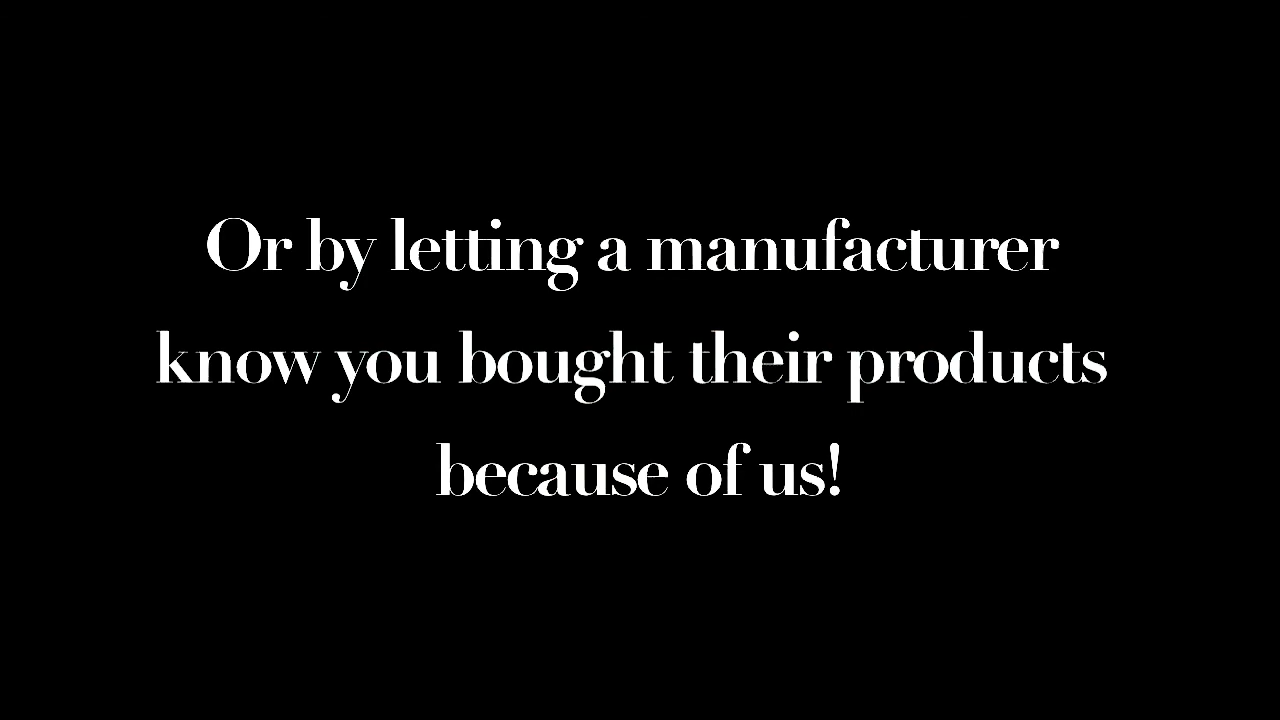 Or by letting a manufacturer
know you bought their products
because of us!